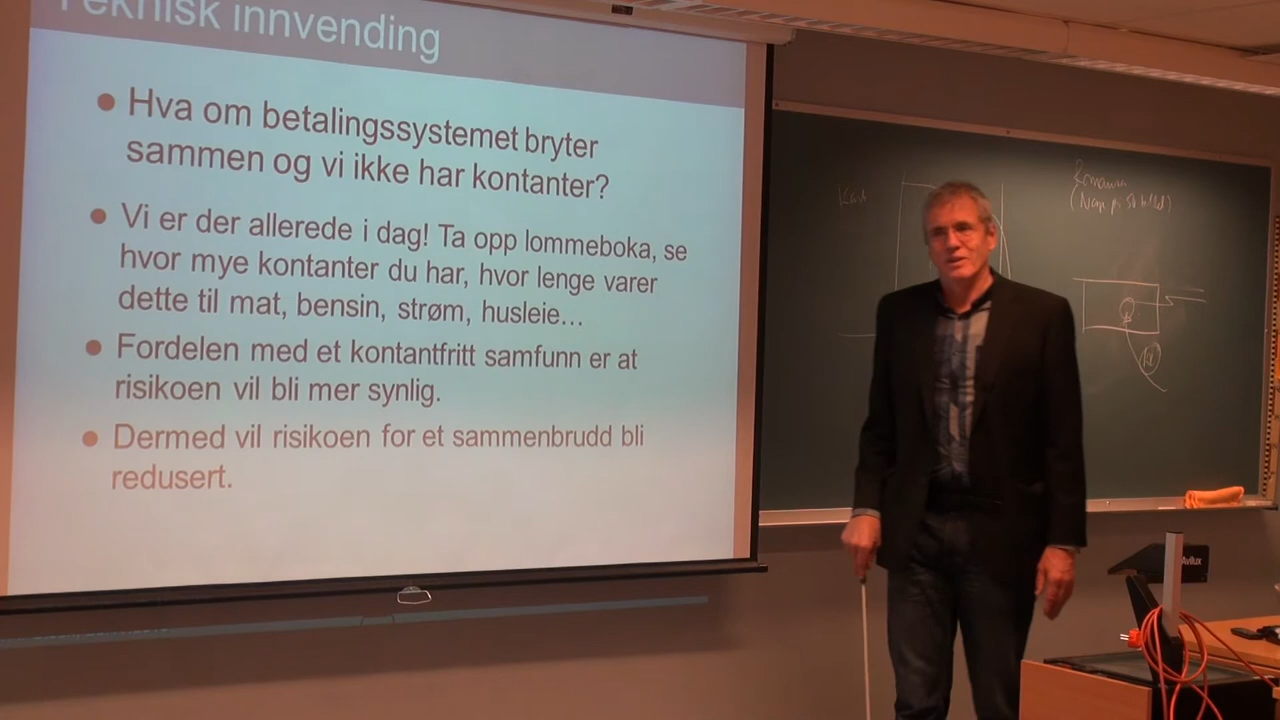 Teknisk innvending
Hva om betalingssystemet bryter
sammen og vi ikke har kontanter?
Vi er der allerede i dag! Ta opp lommeboka, se
hvor mye kontanter du har, hvor lenge varer
dette til mat, bensin, strøm, husleie…
Fordelen med et kontantfritt samfunn er at
risikoen vil bli mer synlig.
Dermed vil risikoen for et sammenbrudd bli
redusert.
Avilux